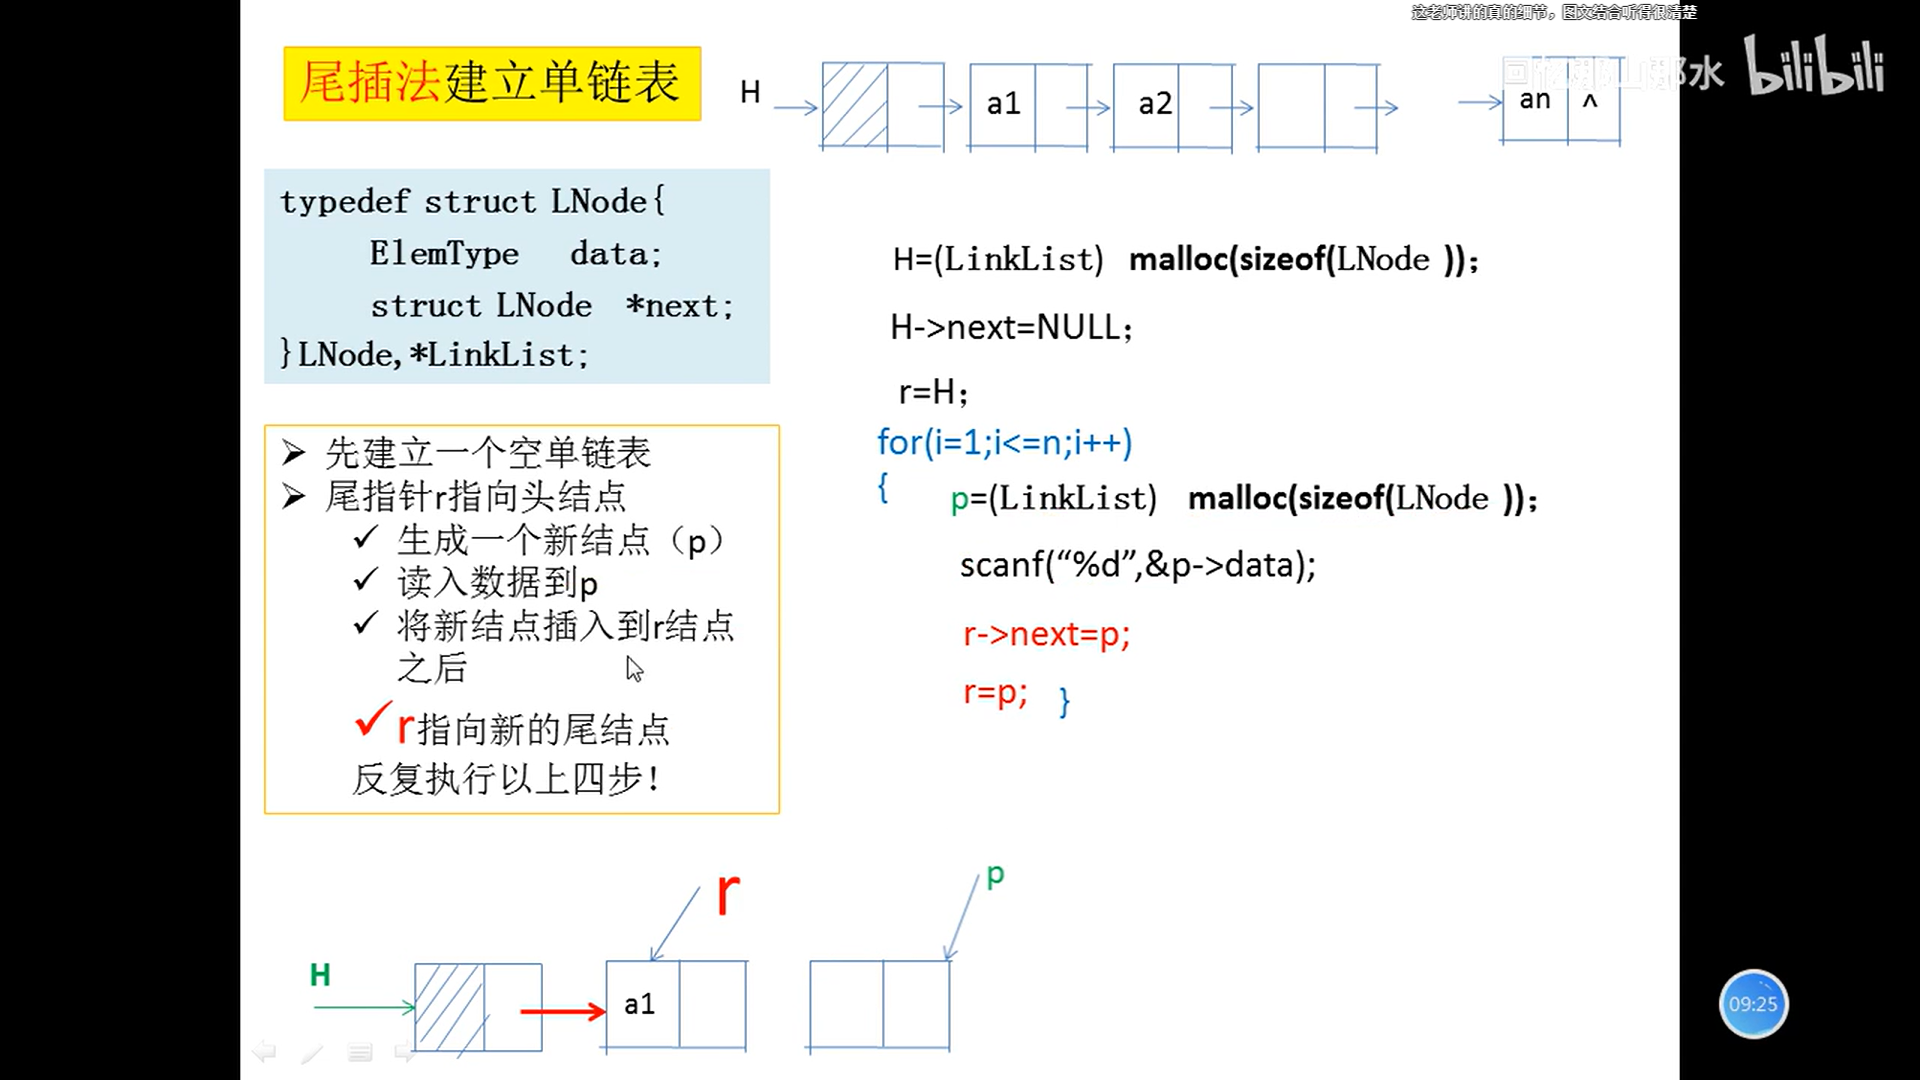 这老师讲的真的细节，图文结合听得很清楚
bilibili
尾插法建立单链表
H
a1
a2
an
^
typedef struct LNode{
ElemType data;
struct LNode *next;
}LNode,*LinkList;
H=(LinkList) malloc(sizeof(LNode ));
H->next=NULL;
r=H;
for(i=1;i<=n;i++)
{ p=(LinkList) malloc(sizeof(LNode ));
scanf(“%d”,&p->data);
r->next=p;
r=p; }
➢ 先建立一个空单链表
➢ 尾指针r指向头结点
✓ 生成一个新结点（p）
✓ 读入数据到p
✓ 将新结点插入到r结点
之后
✓ r指向新的尾结点
反复执行以上四步！
r
p
H
a1
09:25